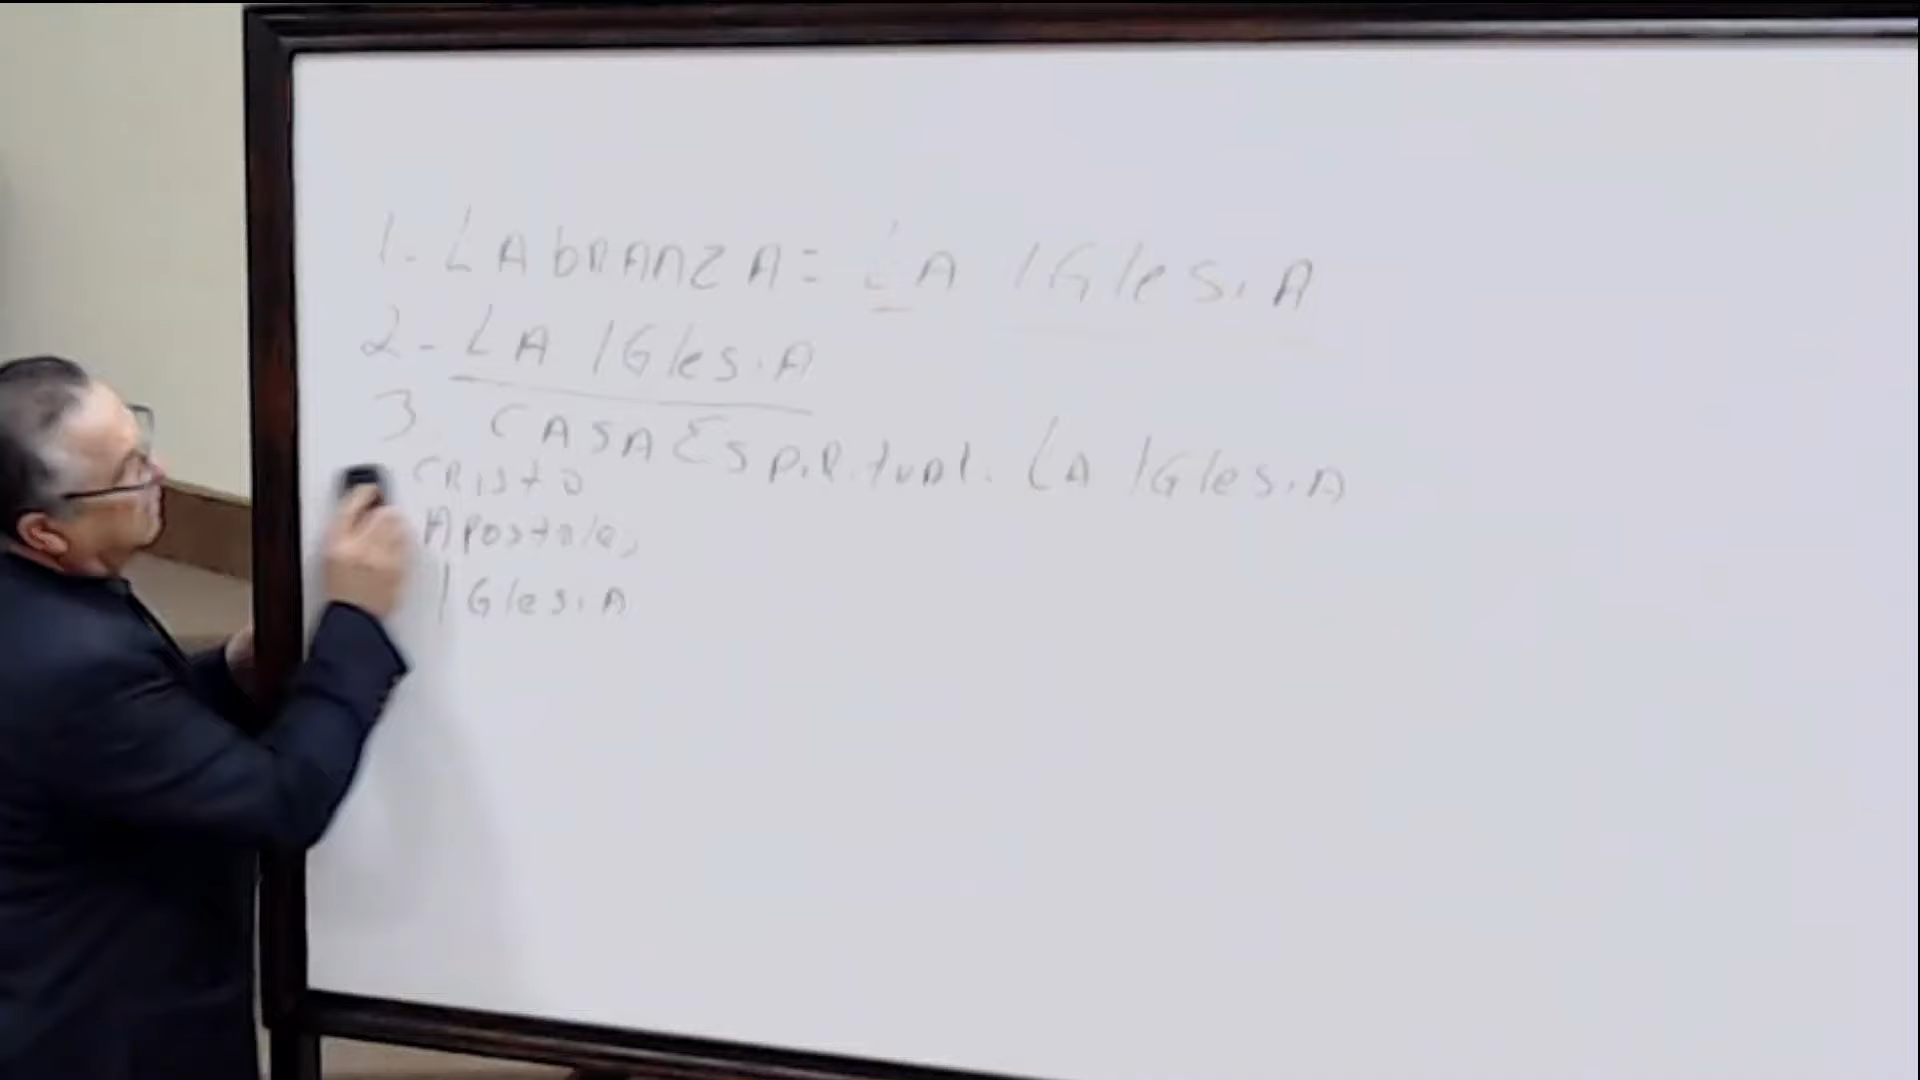 1. LAbRANZA = LA IGlesiA
2 - LA IGlesiA
3. CASA EspiRitual. LA IGlesiA
CRisto
Apostoles
IGlesiA